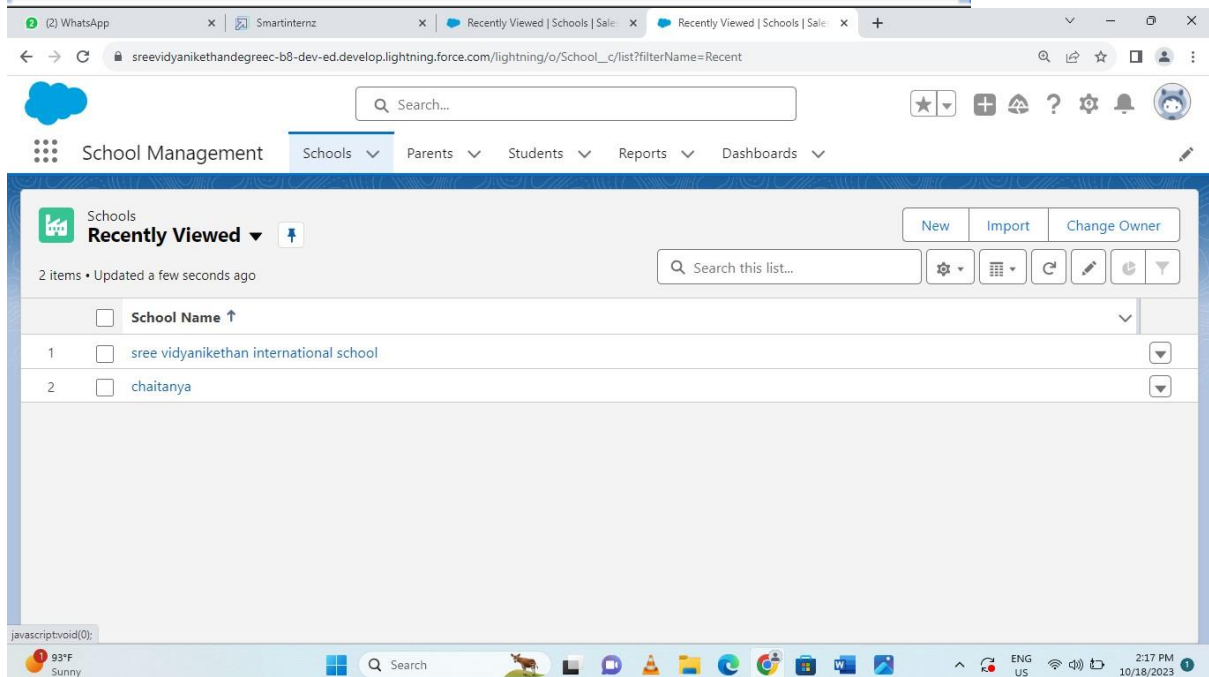 (2) WhatsApp
Smartinternz
Recently Viewed | Schools | Sale
Recently Viewed | Schools | Sale
sreevidyanikethandegreec-b8-dev-ed.develop.lightning.force.com/lightning/o/School__c/list?filterName=Recent
Search...
School Management
Schools
Parents
Students
Reports
Dashboards
Schools
Recently Viewed
New
Import
Change Owner
2 items • Updated a few seconds ago
Search this list...
School Name ↑
1 sree vidyanikethan international school
2 chaitanya
javascript:void(0);
1
93°F
Sunny
Search
ENG
US
2:17 PM
10/18/2023
1